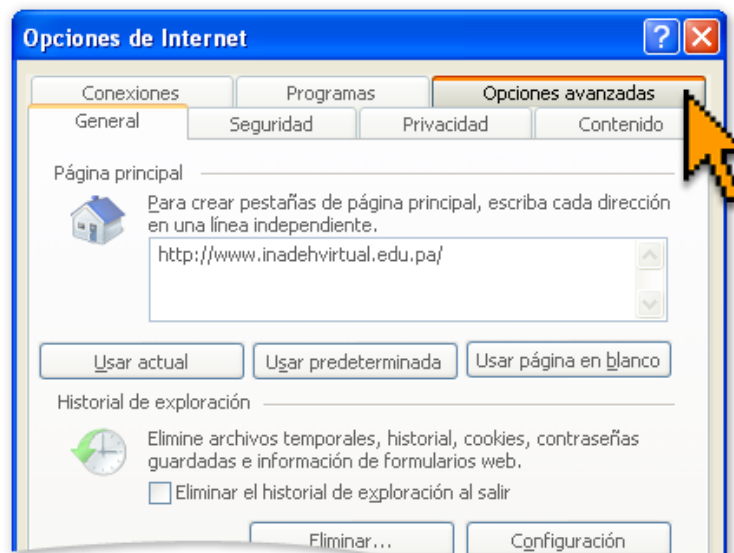 Opciones de Internet
Conexiones Programas Opciones avanzadas
General Seguridad Privacidad Contenido
Página principal
Para crear pestañas de página principal, escriba cada dirección
en una línea independiente.
http://www.inadehvirtual.edu.pa/
Usar actual Usar predeterminada Usar página en blanco
Historial de exploración
Elimine archivos temporales, historial, cookies, contraseñas
guardadas e información de formularios web.
Eliminar el historial de exploración al salir
Eliminar... Configuración